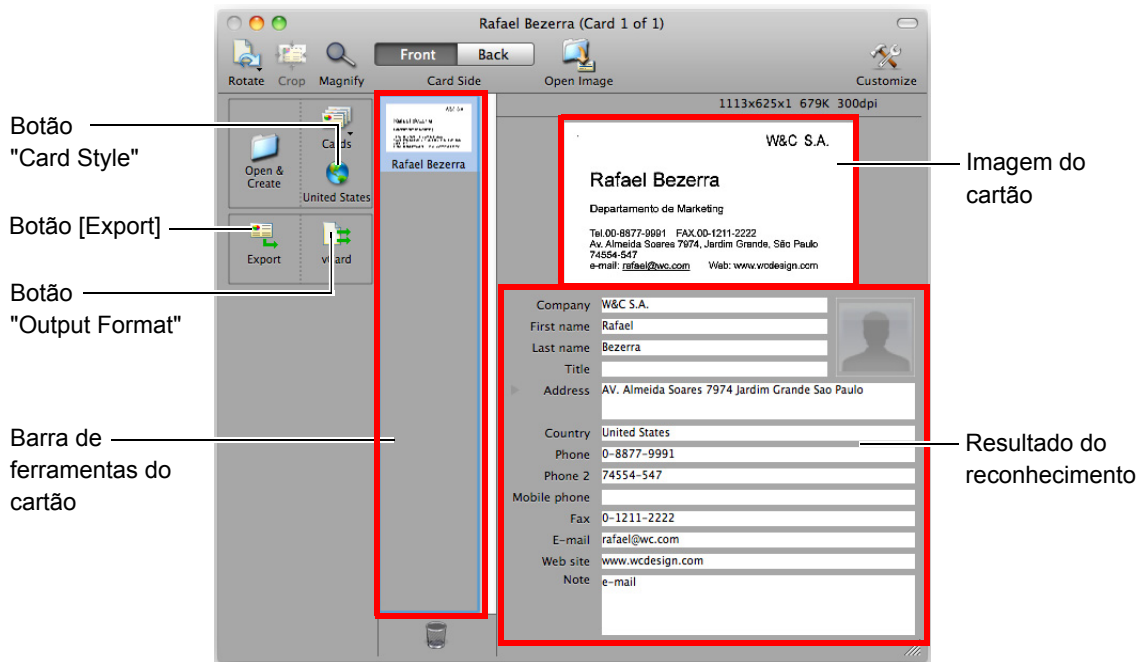 Rafael Bezerra (Card 1 of 1)
Rotate Crop Magnify
Front Back
Card Side
Open Image
Customize
1113x625x1 679K 300dpi
Botão
"Card Style"
Botão [Export]
Botão
"Output Format"
Barra de
ferramentas do
cartão
Open &
Create
Cards
United States
Export
vCard
Rafael Bezerra
W&C S.A.
Rafael Bezerra
Departamento de Marketing
Tel.00-8877-9991 FAX.00-1211-2222
Av. Almeida Soares 7974, Jardim Grande, São Paulo
74554-547
e-mail: rafael@wc.com Web: www.wcdesign.com
Imagem do
cartão
Company W&C S.A.
First name Rafael
Last name Bezerra
Title
Address AV. Almeida Soares 7974 Jardim Grande Sao Paulo
Country United States
Phone 0-8877-9991
Phone 2 74554-547
Mobile phone
Fax 0-1211-2222
E-mail rafael@wc.com
Web site www.wcdesign.com
Note e-mail
Resultado do
reconhecimento